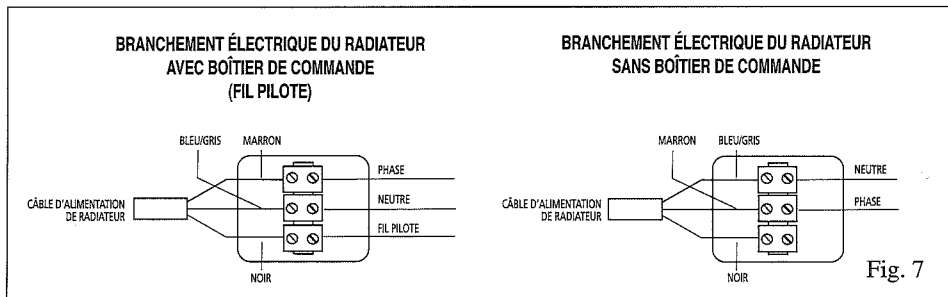 BRANCHEMENT ÉLECTRIQUE DU RADIATEUR
AVEC BOÎTIER DE COMMANDE
(FIL PILOTE)
BLEU/GRIS
MARRON
PHASE
CÂBLE D'ALIMENTATION
DE RADIATEUR
NEUTRE
FIL PILOTE
NOIR
BRANCHEMENT ÉLECTRIQUE DU RADIATEUR
SANS BOÎTIER DE COMMANDE
MARRON
BLEU/GRIS
NEUTRE
CÂBLE D'ALIMENTATION
DE RADIATEUR
PHASE
NOIR
Fig. 7